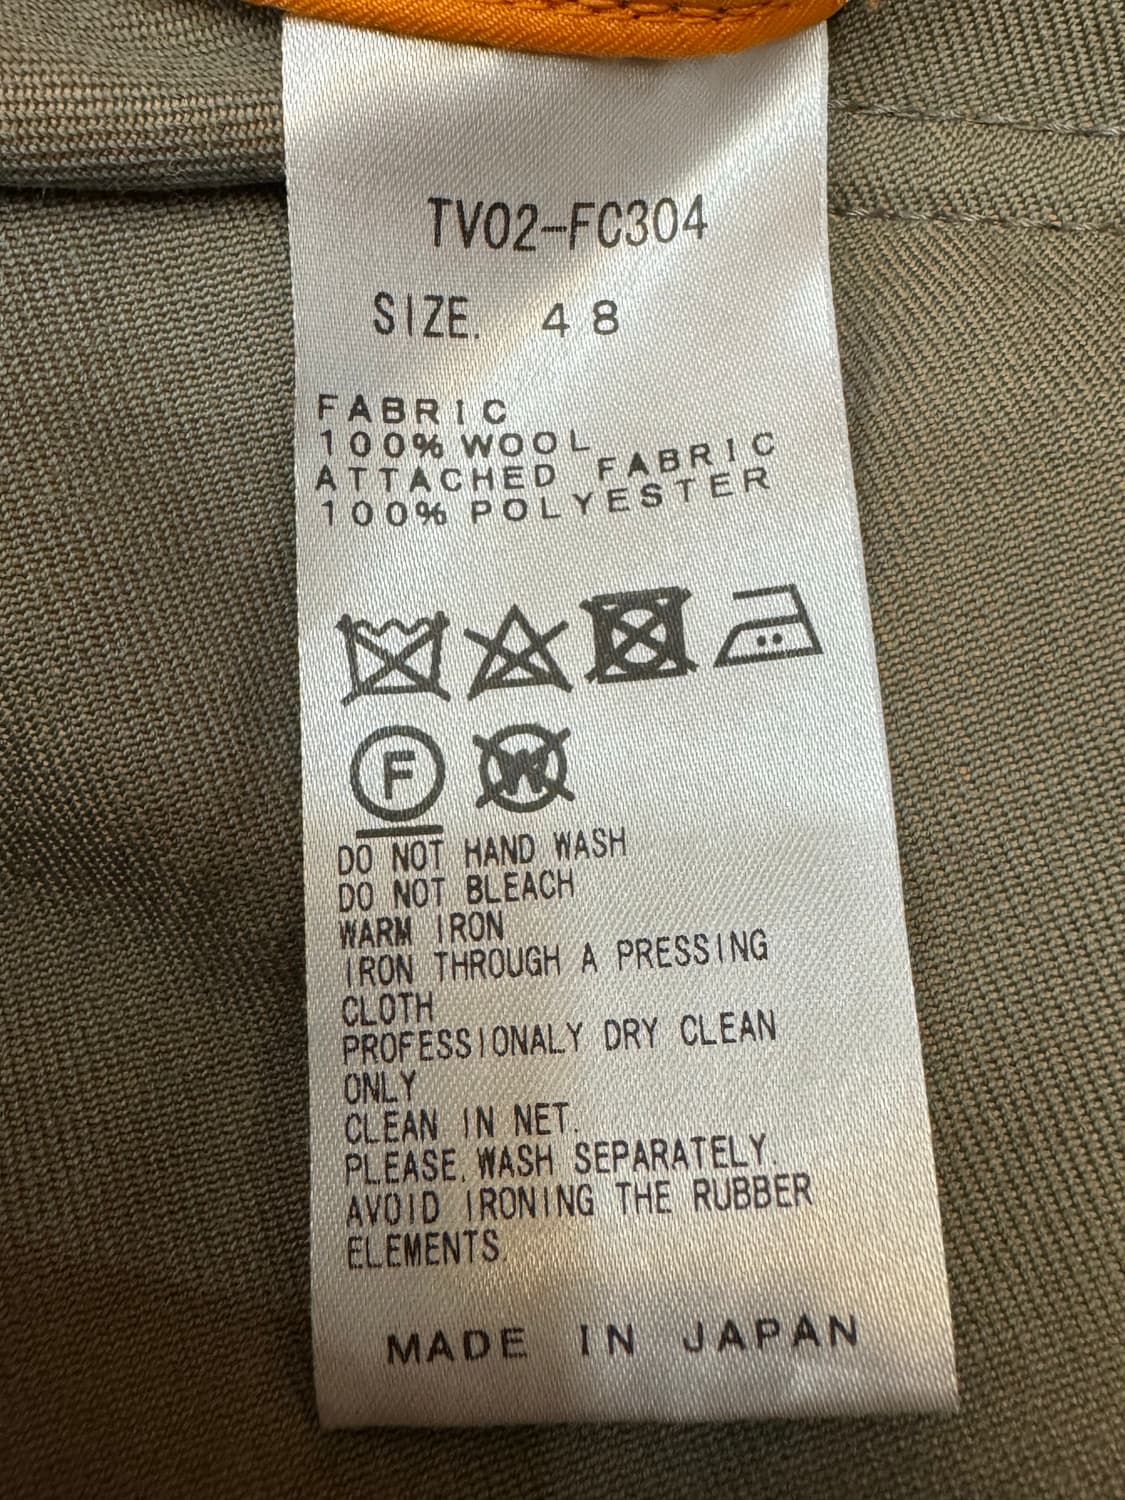 TV02-FC304
SIZE. 48
FABRIC
100% WOOL
ATTACHED FABRIC
100% POLYESTER
F W
DO NOT HAND WASH
DO NOT BLEACH
WARM IRON
IRON THROUGH A PRESSING
CLOTH
PROFESSIONALY DRY CLEAN
ONLY
CLEAN IN NET.
PLEASE.WASH SEPARATELY.
AVOID IRONING THE RUBBER
ELEMENTS.
MADE IN JAPAN